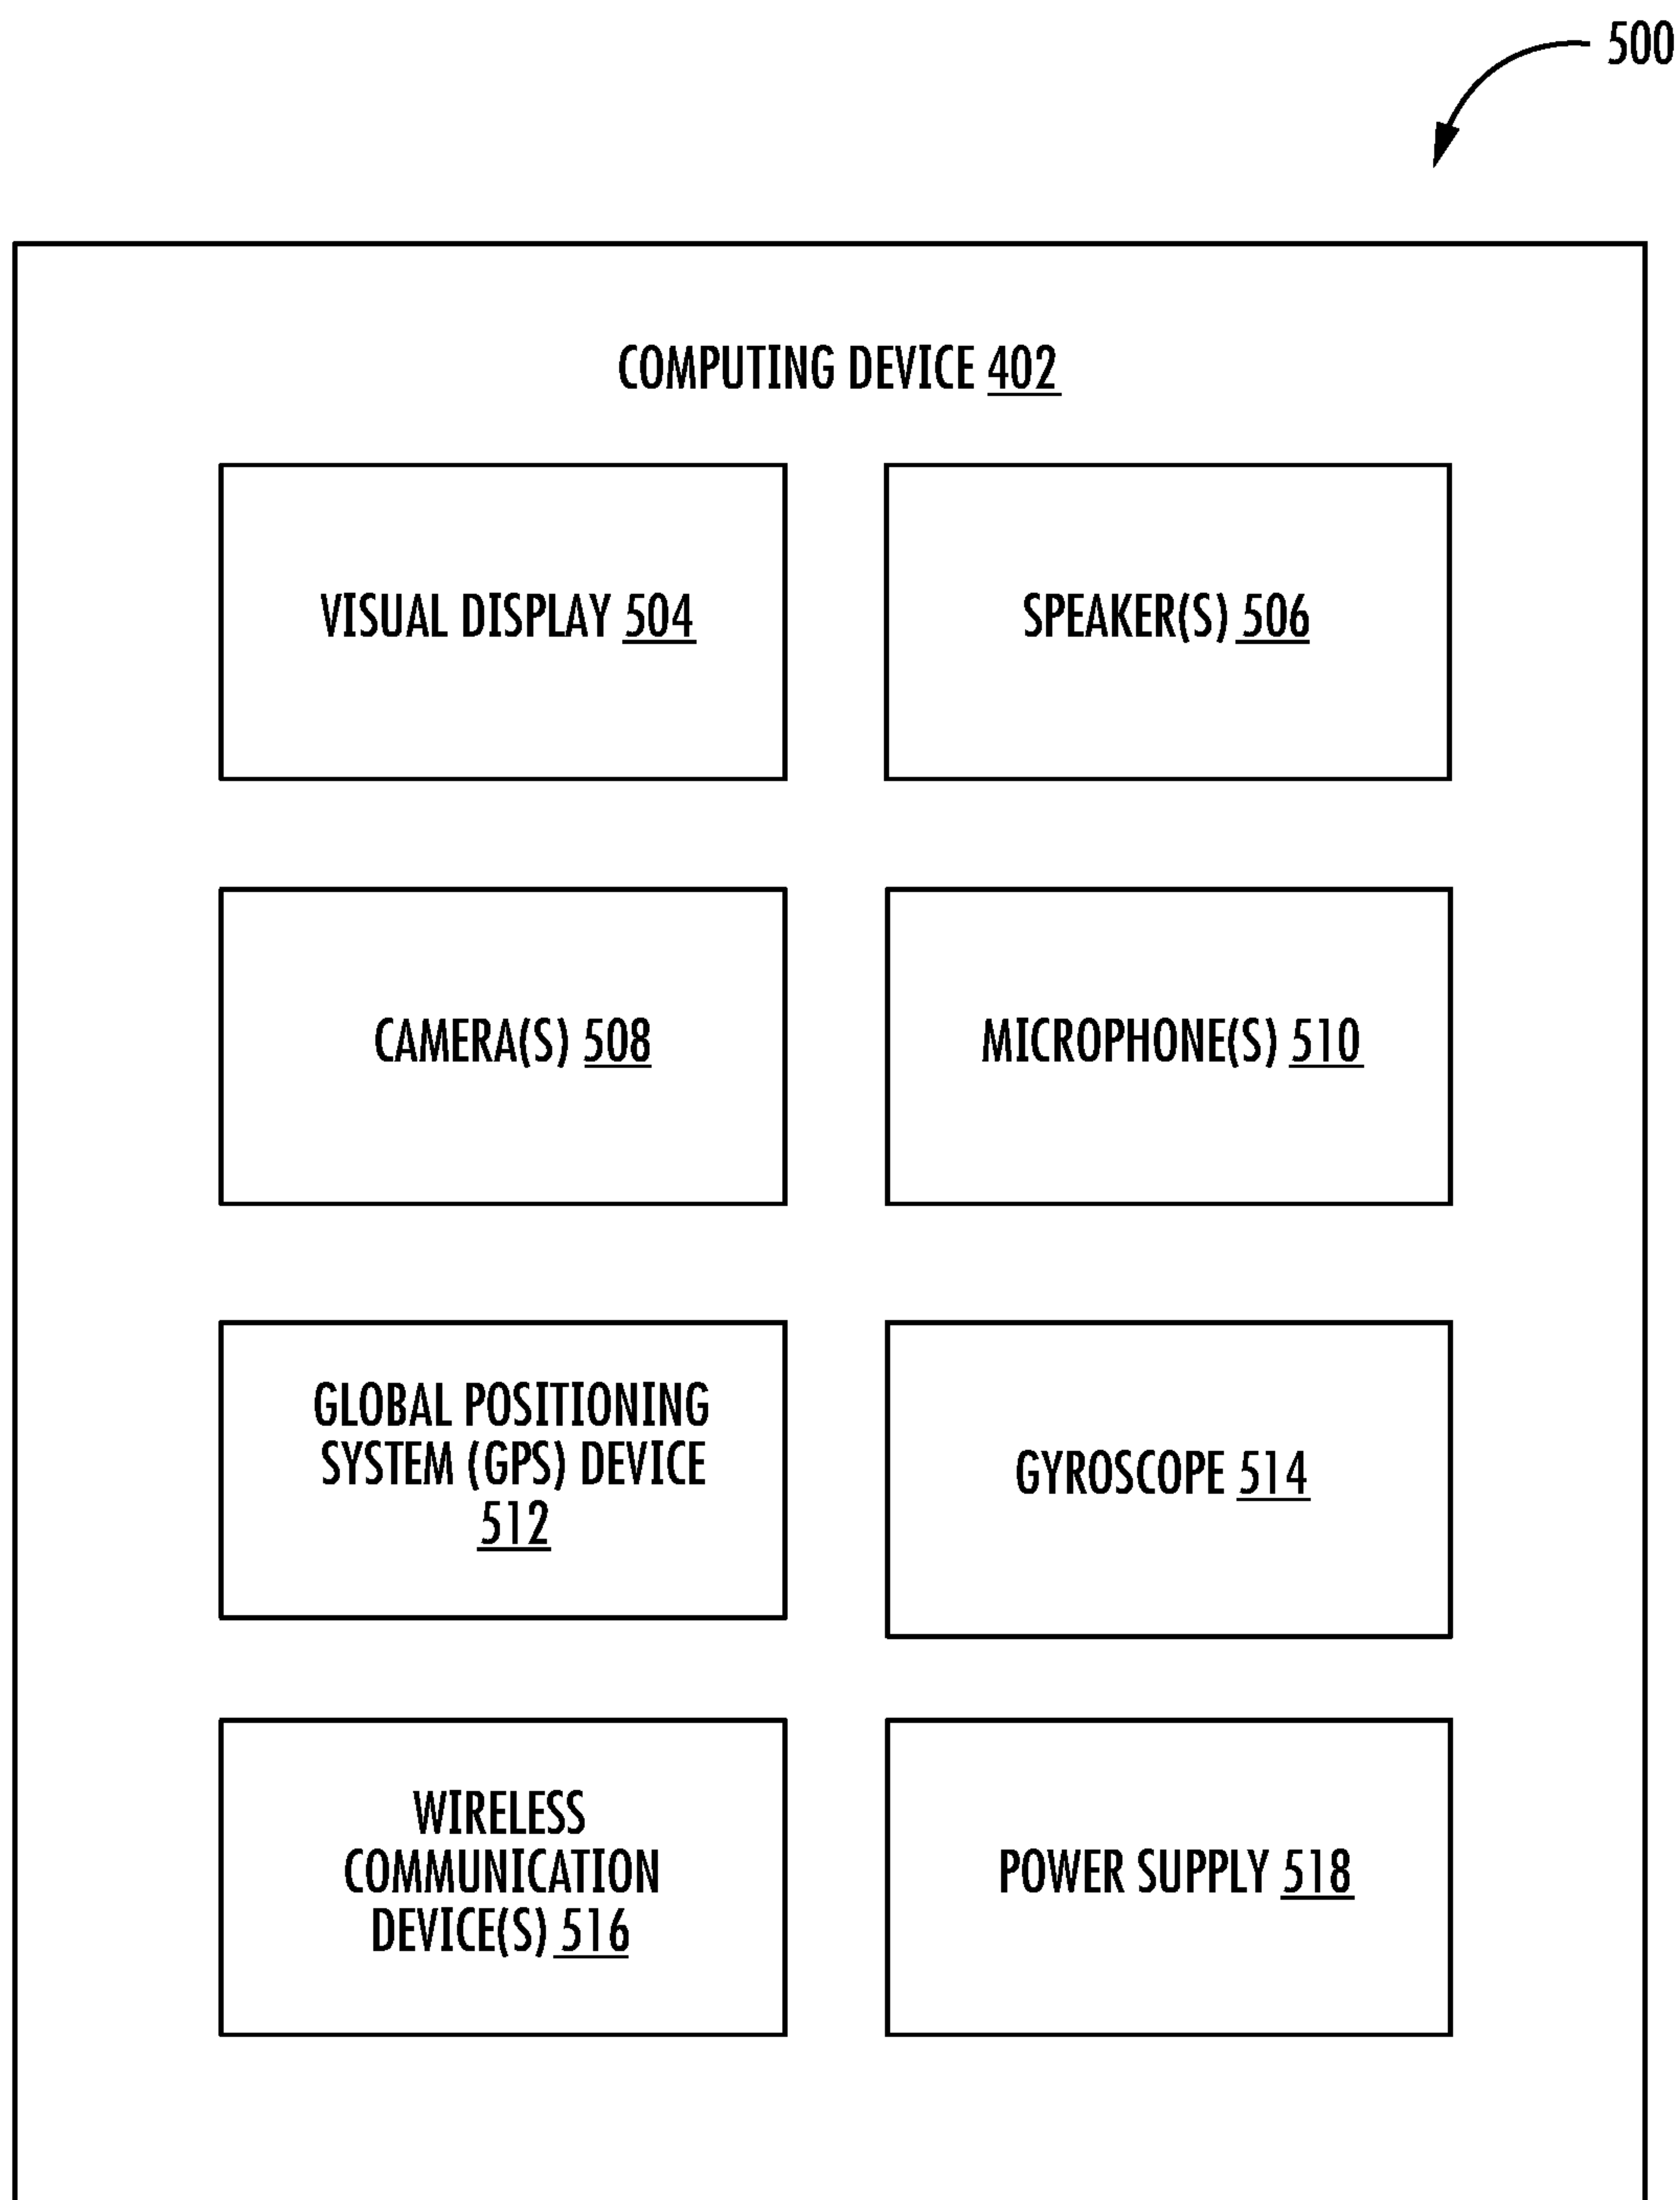 500
COMPUTING DEVICE 402
VISUAL DISPLAY 504
SPEAKER(S) 506
CAMERA(S) 508
MICROPHONE(S) 510
GLOBAL POSITIONING
SYSTEM (GPS) DEVICE
512
GYROSCOPE 514
WIRELESS
COMMUNICATION
DEVICE(S) 516
POWER SUPPLY 518